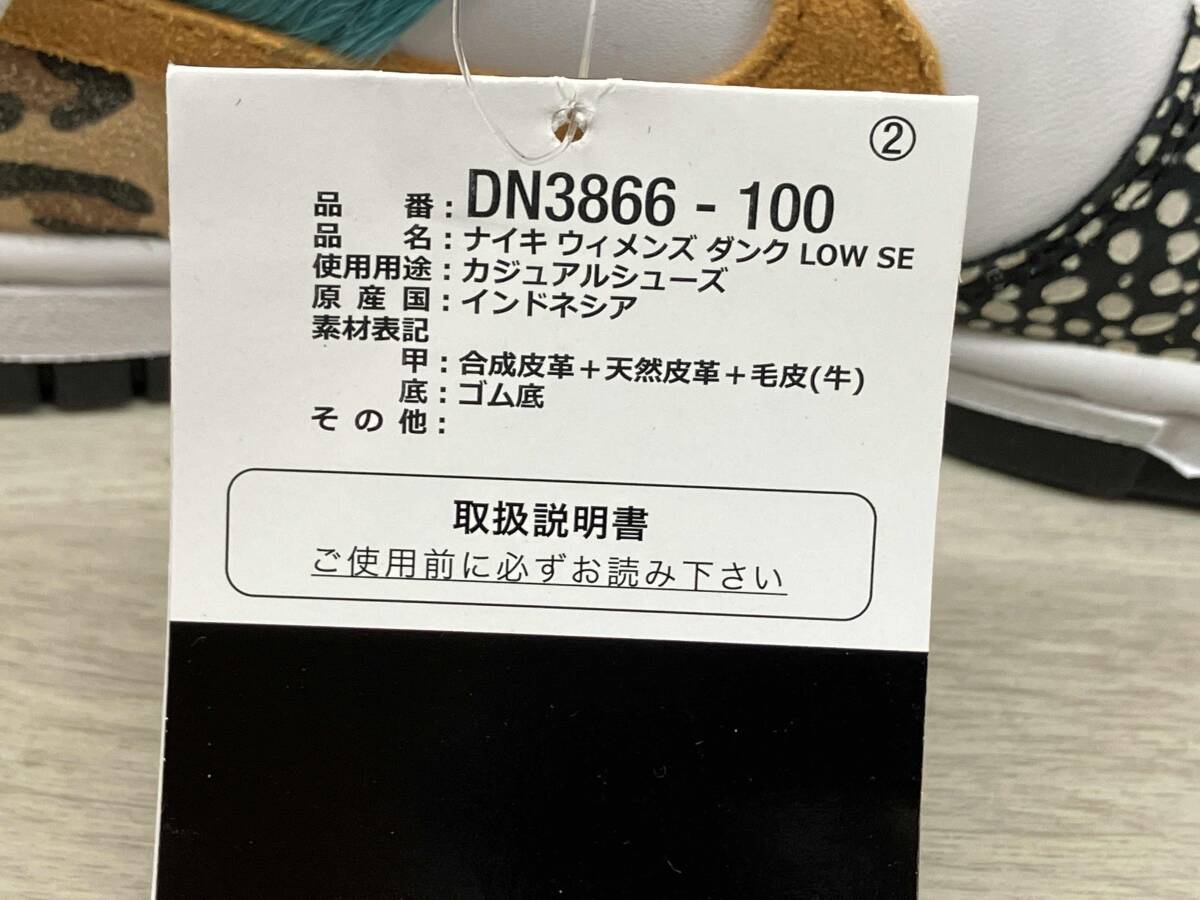 ②
品 番：DN3866 - 100
品 名：ナイキ ウィメンズ ダンク LOW SE
使用用途：カジュアルシューズ
原 産 国：インドネシア
素材表記
甲：合成皮革＋天然皮革＋毛皮(牛)
底：ゴム底
そ の 他：
取扱説明書
ご使用前に必ずお読み下さい